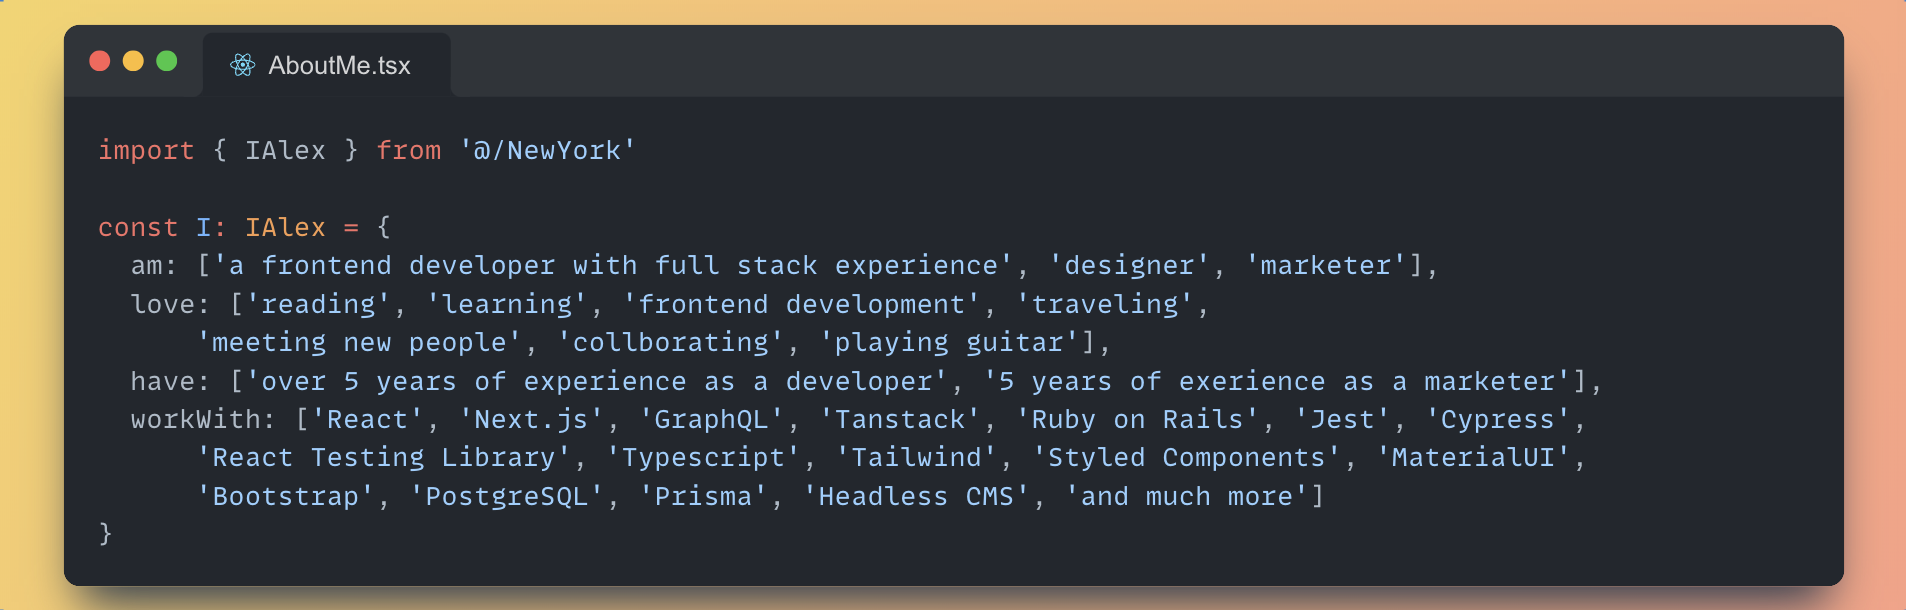 AboutMe.tsx
import { IAlex } from '@/NewYork'
const I: IAlex = {
am: ['a frontend developer with full stack experience', 'designer', 'marketer'],
love: ['reading', 'learning', 'frontend development', 'traveling',
'meeting new people', 'collborating', 'playing guitar'],
have: ['over 5 years of experience as a developer', '5 years of exerience as a marketer'],
workWith: ['React', 'Next.js', 'GraphQL', 'Tanstack', 'Ruby on Rails', 'Jest', 'Cypress',
'React Testing Library', 'Typescript', 'Tailwind', 'Styled Components', 'MaterialUI',
'Bootstrap', 'PostgreSQL', 'Prisma', 'Headless CMS', 'and much more']
}